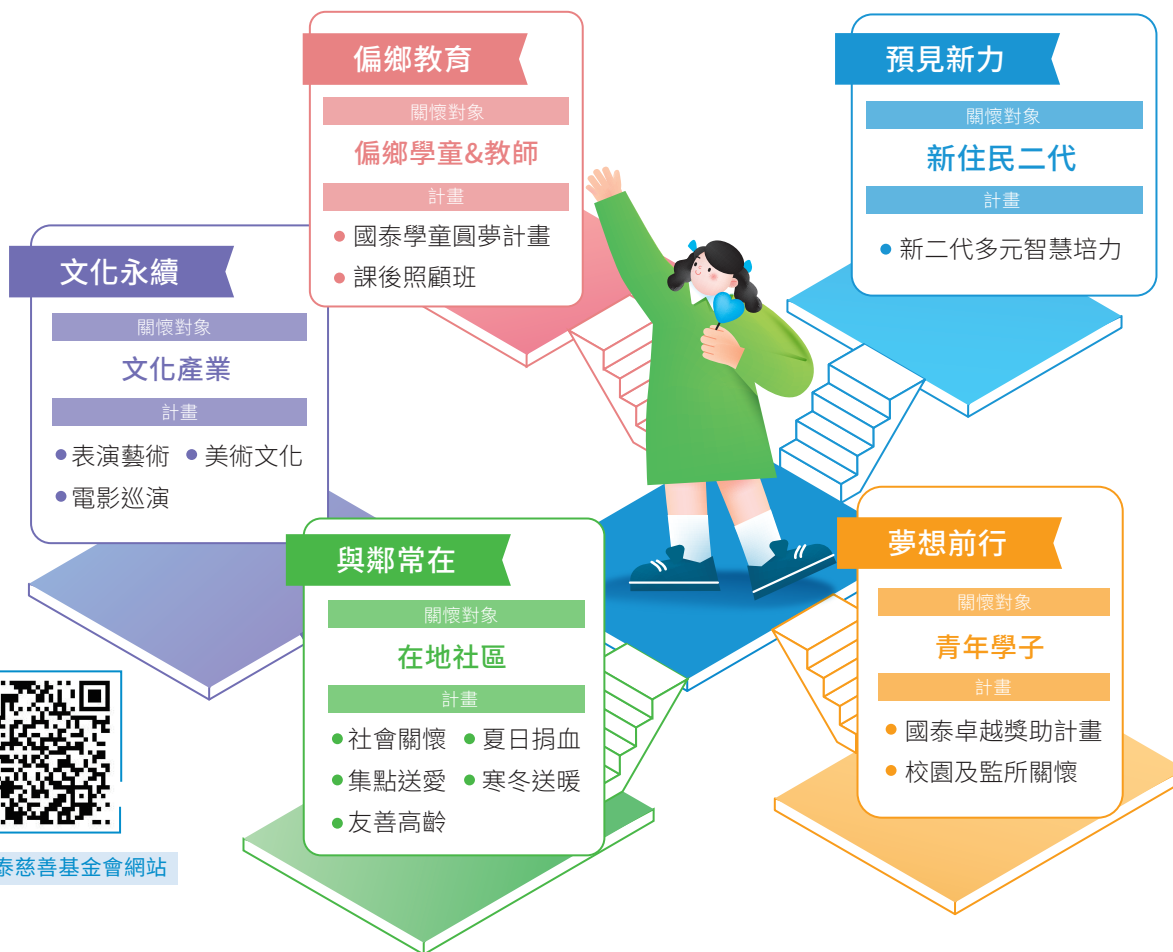 偏鄉教育
關懷對象
偏鄉學童&教師
計畫
國泰學童圓夢計畫
課後照顧班
預見新力
關懷對象
新住民二代
計畫
新二代多元智慧培力
文化永續
關懷對象
文化產業
計畫
表演藝術 美術文化
電影巡演
與鄰常在
關懷對象
在地社區
計畫
社會關懷 夏日捐血
集點送愛 寒冬送暖
友善高齡
夢想前行
關懷對象
青年學子
計畫
國泰卓越獎助計畫
校園及監所關懷
泰慈善基金會網站